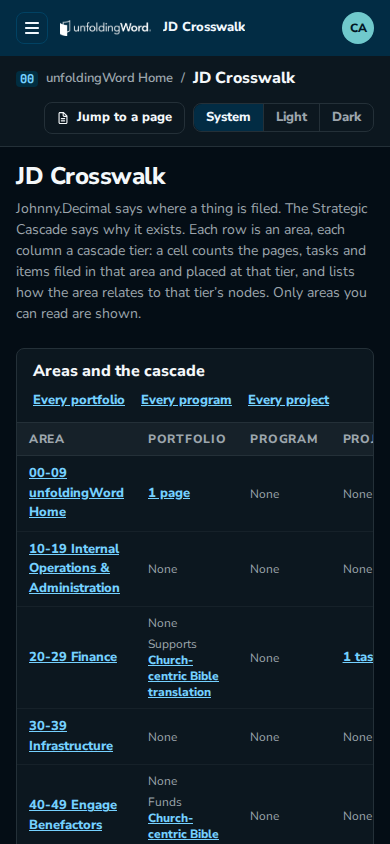 unfoldingWord. JD Crosswalk CA
00 unfoldingWord Home / JD Crosswalk
Jump to a page System Light Dark
JD Crosswalk
Johnny.Decimal says where a thing is filed. The Strategic
Cascade says why it exists. Each row is an area, each
column a cascade tier: a cell counts the pages, tasks and
items filed in that area and placed at that tier, and lists
how the area relates to that tier’s nodes. Only areas you
can read are shown.
Areas and the cascade
Every portfolio Every program Every project
AREA PORTFOLIO PROGRAM PROJ
00-09
unfoldingWord
Home
1 page None None
10-19 Internal
Operations &
Administration
None None None
20-29 Finance
None
Supports
Church-
centric Bible
translation
None 1 tas
30-39
Infrastructure
None None None
40-49 Engage
Benefactors
None
Funds
Church-
centric Bible
None None